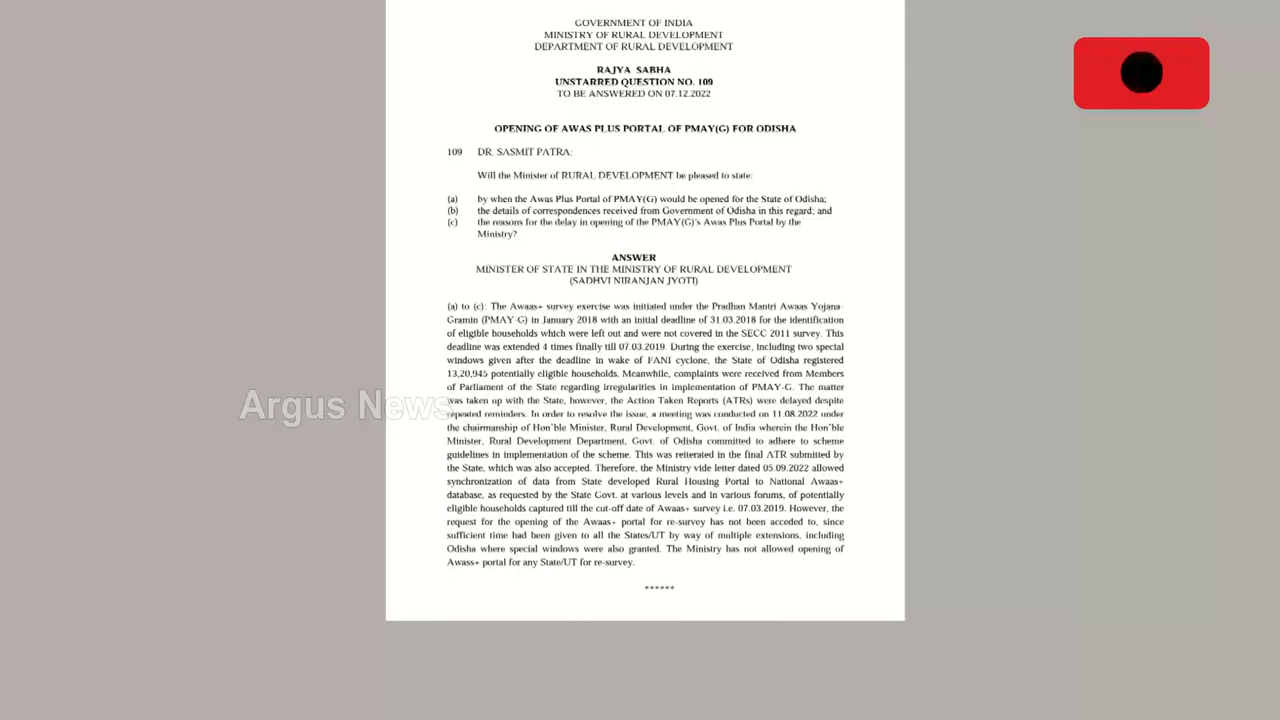 GOVERNMENT OF INDIA
MINISTRY OF RURAL DEVELOPMENT
DEPARTMENT OF RURAL DEVELOPMENT
RAJYA SABHA
UNSTARRED QUESTION NO. 109
TO BE ANSWERED ON 07.12.2022
OPENING OF AWAS PLUS PORTAL OF PMAY(G) FOR ODISHA
109 DR. SASMIT PATRA:
Will the Minister of RURAL DEVELOPMENT be pleased to state:
(a) by when the Awas Plus Portal of PMAY(G) would be opened for the State of Odisha;
(b) the details of correspondences received from Government of Odisha in this regard; and
(c) the reasons for the delay in opening of the PMAY(G)'s Awas Plus Portal by the
Ministry?
ANSWER
MINISTER OF STATE IN THE MINISTRY OF RURAL DEVELOPMENT
(SADHVI NIRANJAN JYOTI)
(a) to (c): The Awaas+ survey exercise was initiated under the Pradhan Mantri Awaas Yojana-
Gramin (PMAY-G) in January 2018 with an initial deadline of 31.03.2018 for the identification
of eligible households which were left out and were not covered in the SECC 2011 survey. This
deadline was extended 4 times finally till 07.03.2019. During the exercise, including two special
windows given after the deadline in wake of FANI cyclone, the State of Odisha registered
13,20,945 potentially eligible households. Meanwhile, complaints were received from Members
of Parliament of the State regarding irregularities in implementation of PMAY-G. The matter
was taken up with the State, however, the Action Taken Reports (ATRs) were delayed despite
Argus News
repeated reminders. In order to resolve the issue, a meeting was conducted on 11.08.2022 under
the chairmanship of Hon'ble Minister, Rural Development, Govt. of India wherein the Hon'ble
Minister, Rural Development Department, Govt. of Odisha committed to adhere to scheme
guidelines in implementation of the scheme. This was reiterated in the final ATR submitted by
the State, which was also accepted. Therefore, the Ministry vide letter dated 05.09.2022 allowed
synchronization of data from State developed Rural Housing Portal to National Awaas+
database, as requested by the State Govt. at various levels and in various forums, of potentially
eligible households captured till the cut-off date of Awaas+ survey i.e. 07.03.2019. However, the
request for the opening of the Awaas+ portal for re-survey has not been acceded to, since
sufficient time had been given to all the States/UT by way of multiple extensions, including
Odisha where special windows were also granted. The Ministry has not allowed opening of
Awass+ portal for any State/UT for re-survey.
******